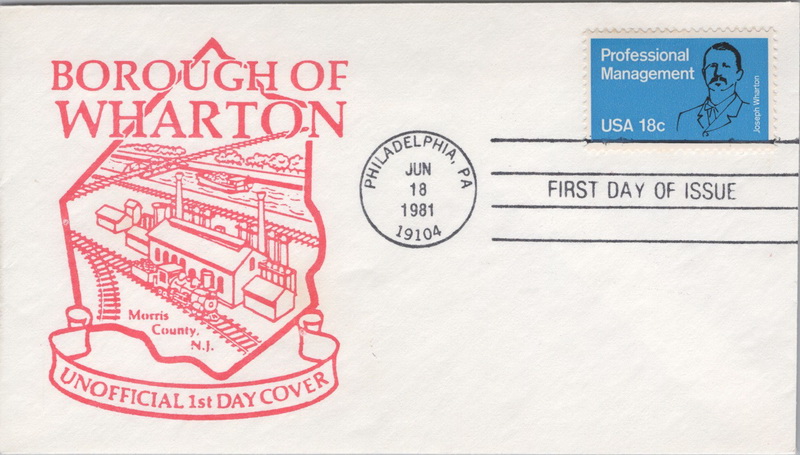 BOROUGH OF
WHARTON
Morris
County,
N.J.
UNOFFICIAL 1st DAY COVER
PHILADELPHIA, PA
JUN
18
1981
19104
FIRST DAY OF ISSUE
Professional
Management
USA 18c
Joseph Wharton